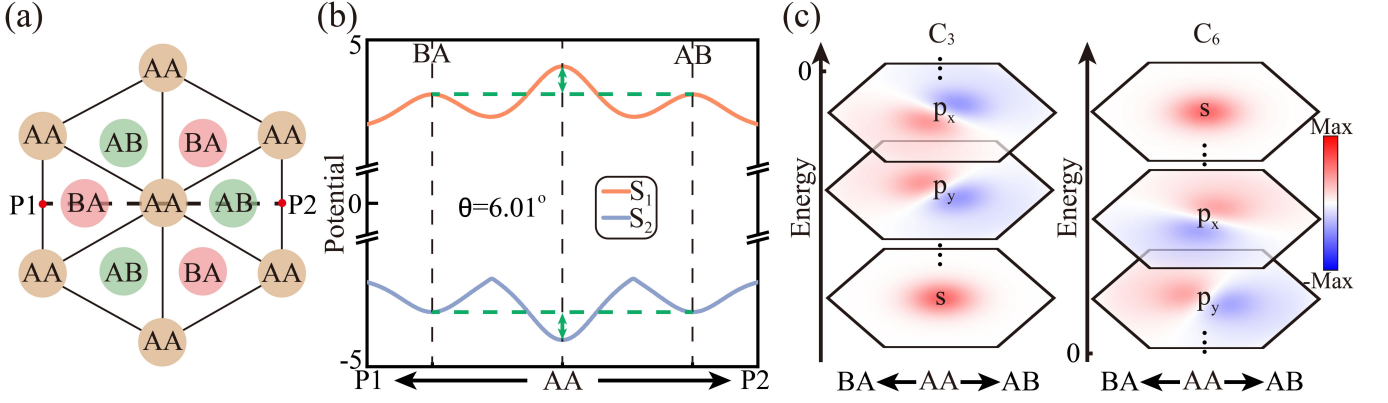 (a)
AA
AA
AB
BA
AA
P1
BA
AA
AB
P2
AA
AB
BA
AA
AA
(b)
5
BA
AB
Potential
0
θ=6.01°
S₁
S₂
-5
P1
AA
P2
(c)
C₃
C₆
0
Energy
pₓ
p_y
s
BA
AA
AB
Energy
0
s
pₓ
p_y
Max
-Max
BA
AA
AB